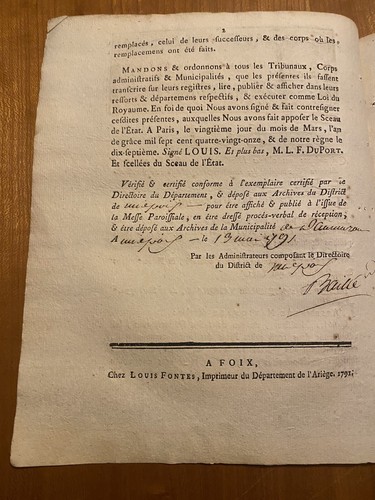 2
remplacés, celui de leurs successeurs, & des corps où les,
remplacemens ont été faits.
MANDONS & ordonnons à tous les Tribunaux, Corps
administratifs & Municipalités, que les présentes ils fassent
transcrire sur leurs registres, lire, publier & afficher dans leurs
ressorts & départemens respectifs, & exécuter comme Loi du
Royaume. En foi de quoi Nous avons signé & fait contresigner
cesdites présentes, auxquelles Nous avons fait apposer le Sceau
de l'État. A Paris, le vingtième jour du mois de Mars, l'an
de grâce mil sept cent quatre-vingt-onze, & de notre règne le
dix-septième. Signé LOUIS. Et plus bas, M. L. F. DUPORT.
Et scellées du Sceau de l'État.
Vérifié & certifié conforme à l'exemplaire certifié par le
Directoire du Département, & déposé aux Archives du District
de mirepoix pour être affiché & publié à l'issue de
la Messe Paroissiale, en être dressé procès-verbal de réception,
& être déposé aux Archives de la Municipalité de
A mirepoix le 13 mai 1791
Par les Administrateurs composant le Directoire
du District de mirepoix
A FOIX,
Chez LOUIS FONTES, Imprimeur du Département de l'Ariège. 1791.